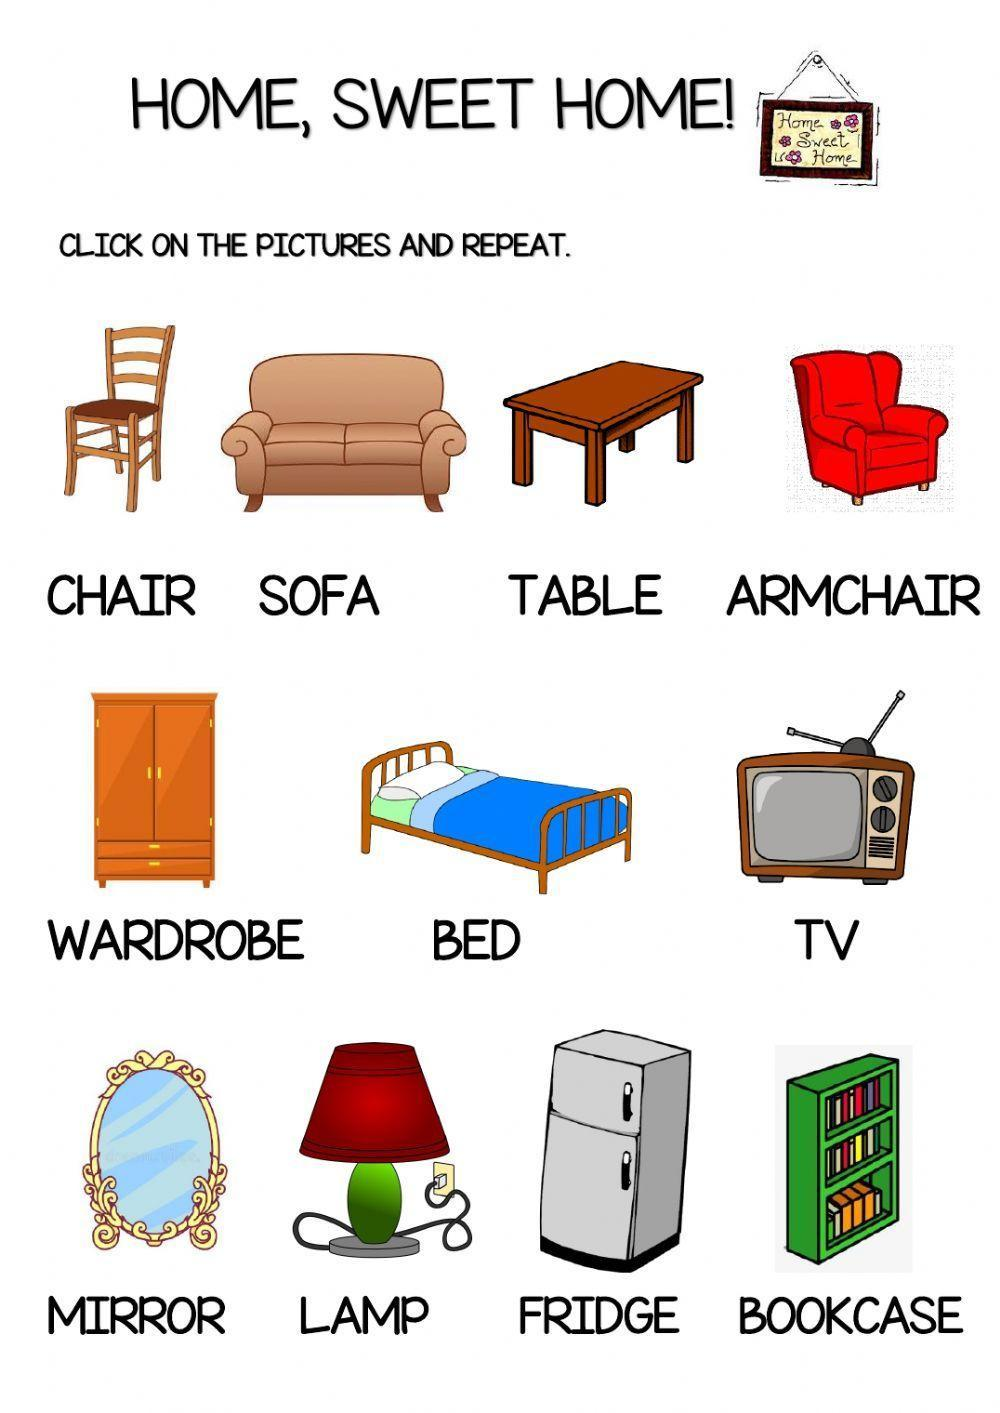 HOME, SWEET HOME!
Home
Sweet
Home
CLICK ON THE PICTURES AND REPEAT.
CHAIR SOFA TABLE ARMCHAIR
WARDROBE BED TV
MIRROR LAMP FRIDGE BOOKCASE